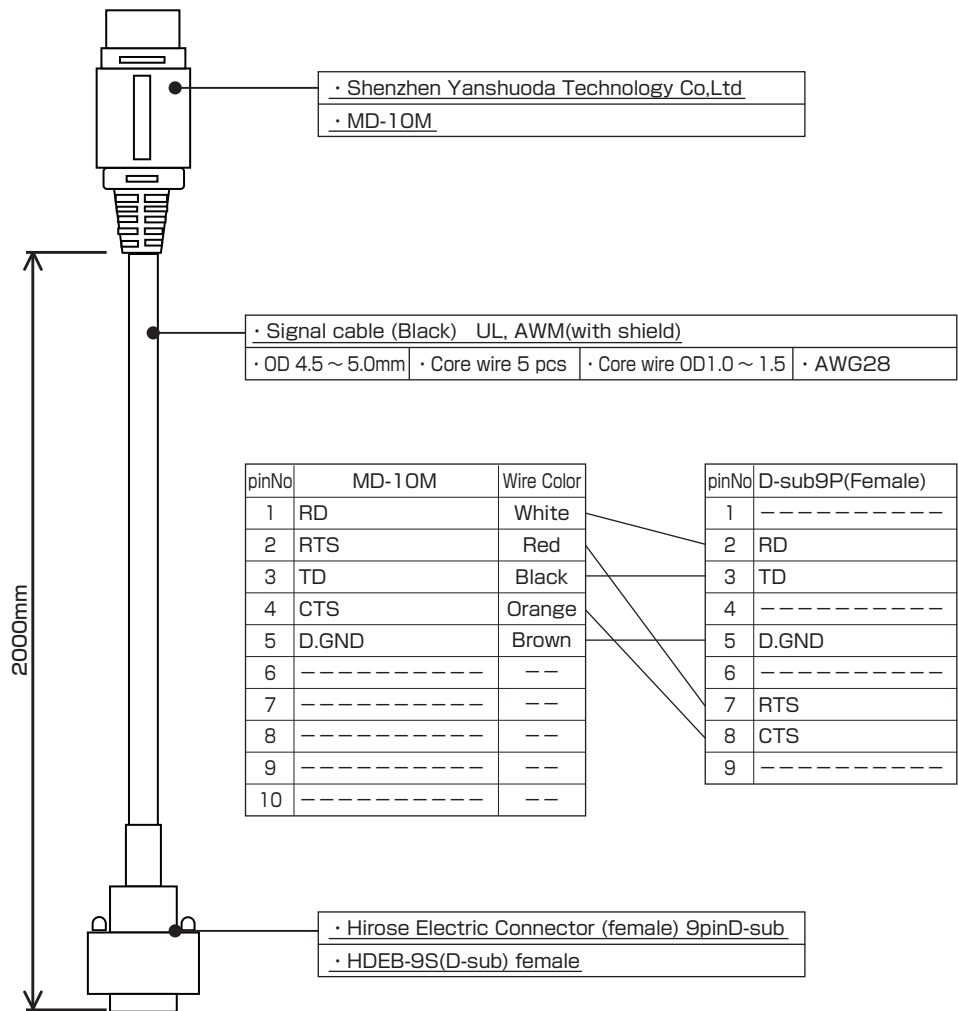 · Shenzhen Yanshuoda Technology Co,Ltd
· MD-10M
· Signal cable (Black) UL, AWM(with shield)
· OD 4.5～5.0mm · Core wire 5 pcs · Core wire OD1.0～1.5 · AWG28
2000mm
pinNo MD-10M Wire Color
1 RD White
2 RTS Red
3 TD Black
4 CTS Orange
5 D.GND Brown
6 ---------- --
7 ---------- --
8 ---------- --
9 ---------- --
10 ---------- --
pinNo D-sub9P(Female)
1 ----------
2 RD
3 TD
4 ----------
5 D.GND
6 ----------
7 RTS
8 CTS
9 ----------
· Hirose Electric Connector (female) 9pinD-sub
· HDEB-9S(D-sub) female